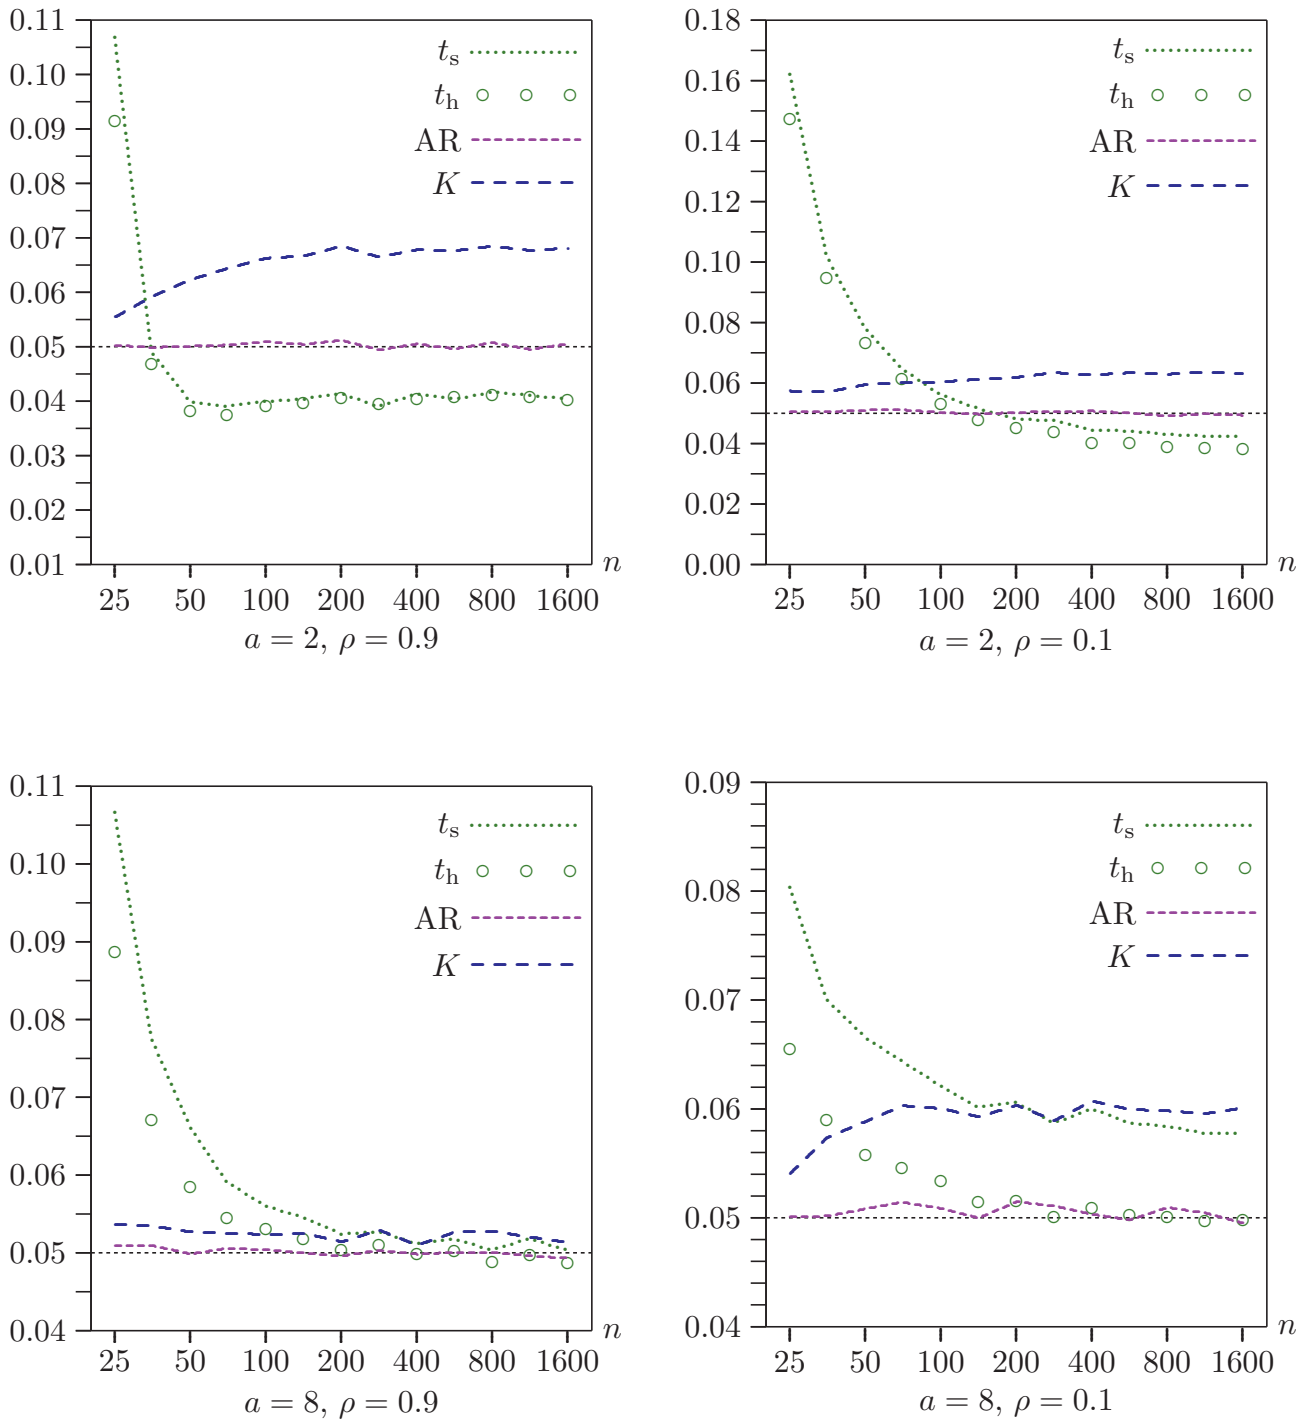 0.11
0.10
0.09
0.08
0.07
0.06
0.05
0.04
0.03
0.02
0.01
t_s
t_h
AR
K
25 50 100 200 400 800 1600
n
a = 2, ρ = 0.9
0.18
0.16
0.14
0.12
0.10
0.08
0.06
0.04
0.02
0.00
t_s
t_h
AR
K
25 50 100 200 400 800 1600
n
a = 2, ρ = 0.1
0.11
0.10
0.09
0.08
0.07
0.06
0.05
0.04
t_s
t_h
AR
K
25 50 100 200 400 800 1600
n
a = 8, ρ = 0.9
0.09
0.08
0.07
0.06
0.05
0.04
t_s
t_h
AR
K
25 50 100 200 400 800 1600
n
a = 8, ρ = 0.1